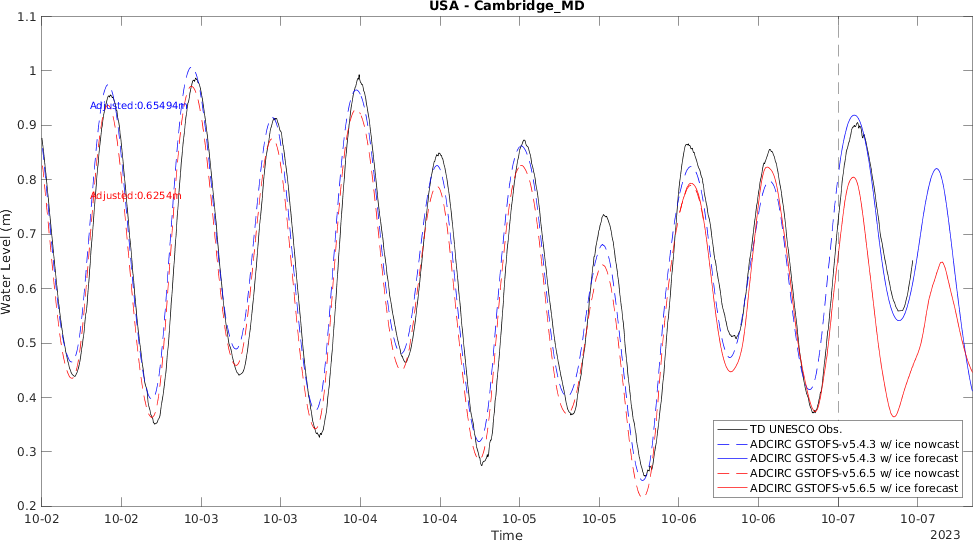 USA - Cambridge_MD
1.1
1
0.9
0.8
0.7
0.6
0.5
0.4
0.3
0.2
Water Level (m)
Adjusted:0.65494m
Adjusted:0.6254m
TD UNESCO Obs.
ADCIRC GSTOFS-v5.4.3 w/ ice nowcast
ADCIRC GSTOFS-v5.4.3 w/ ice forecast
ADCIRC GSTOFS-v5.6.5 w/ ice nowcast
ADCIRC GSTOFS-v5.6.5 w/ ice forecast
10-02 10-02 10-03 10-03 10-04 10-04 10-05 10-05 10-06 10-06 10-07 10-07
Time
2023